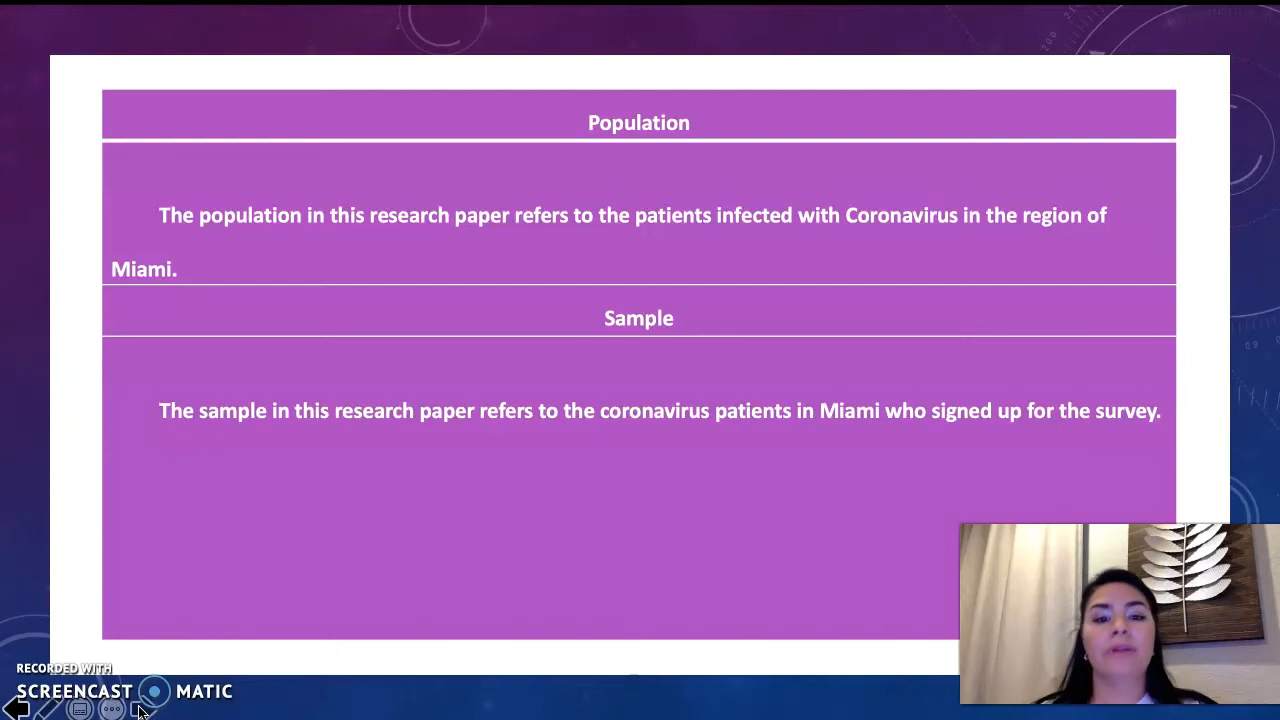 Population
The population in this research paper refers to the patients infected with Coronavirus in the region of
Miami.
Sample
The sample in this research paper refers to the coronavirus patients in Miami who signed up for the survey.
RECORDED WITH
SCREENCAST MATIC
200